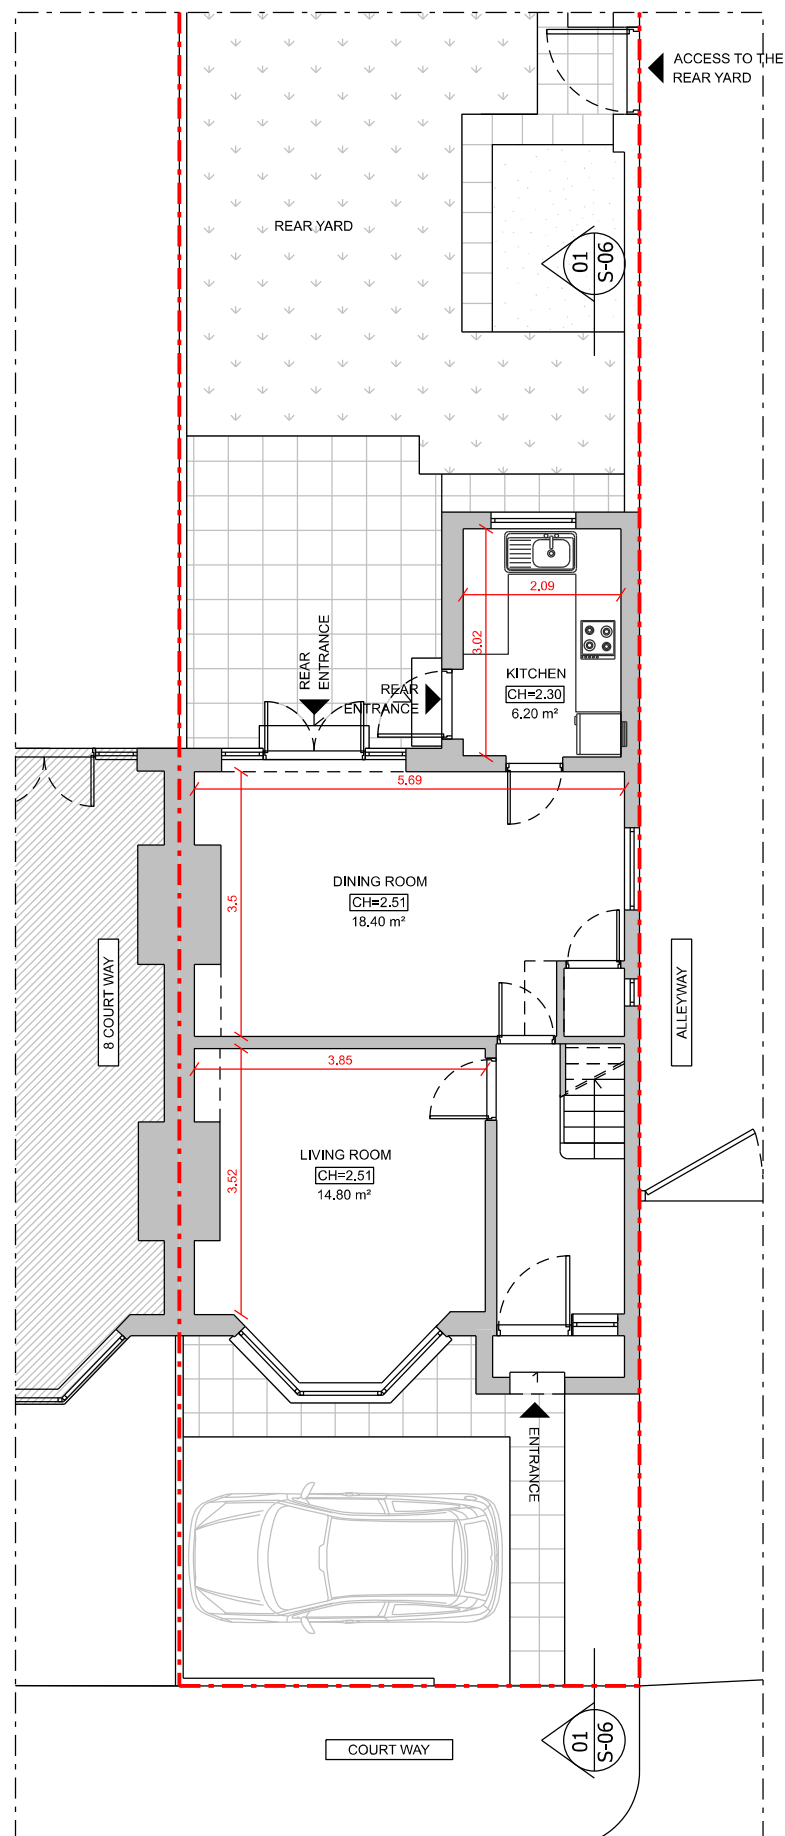 ACCESS TO THE
REAR YARD
REAR YARD
01
S-06
2.09
3.02
REAR
ENTRANCE
KITCHEN
CH=2.30
6.20 m²
REAR
ENTRANCE
5.69
3.5
DINING ROOM
CH=2.51
18.40 m²
8 COURT WAY
ALLEYWAY
3.85
3.52
LIVING ROOM
CH=2.51
14.80 m²
ENTRANCE
COURT WAY
01
S-06